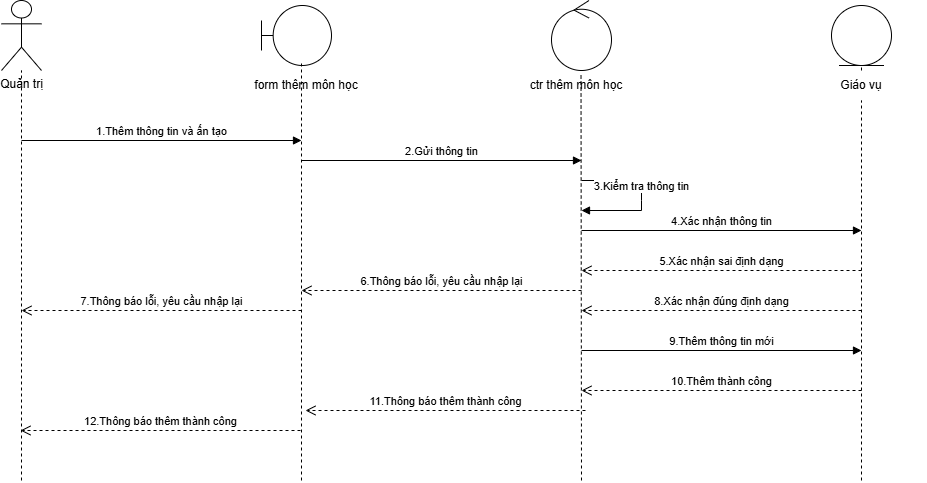 Quản trị
form thêm môn học
ctr thêm môn học
Giáo vụ
1.Thêm thông tin và ấn tạo
2.Gửi thông tin
3.Kiểm tra thông tin
4.Xác nhận thông tin
5.Xác nhận sai định dạng
6.Thông báo lỗi, yêu cầu nhập lại
7.Thông báo lỗi, yêu cầu nhập lại
8.Xác nhận đúng định dạng
9.Thêm thông tin mới
10.Thêm thành công
11.Thông báo thêm thành công
12.Thông báo thêm thành công